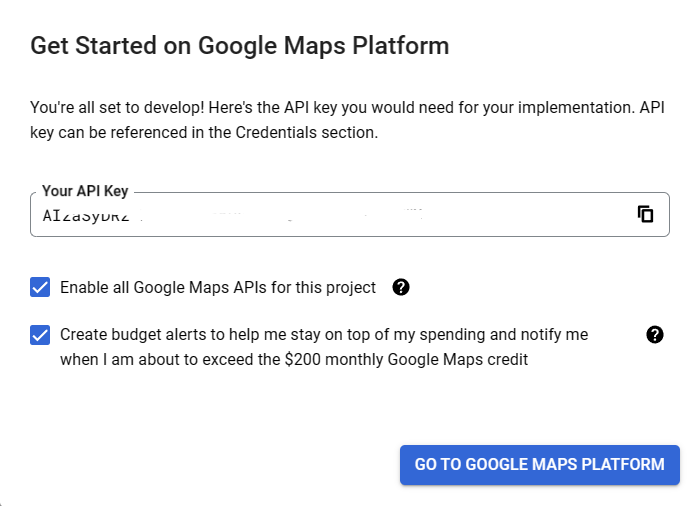 Get Started on Google Maps Platform
You're all set to develop! Here's the API key you would need for your implementation. API
key can be referenced in the Credentials section.
Your API Key
Enable all Google Maps APIs for this project
Create budget alerts to help me stay on top of my spending and notify me
when I am about to exceed the $200 monthly Google Maps credit
GO TO GOOGLE MAPS PLATFORM